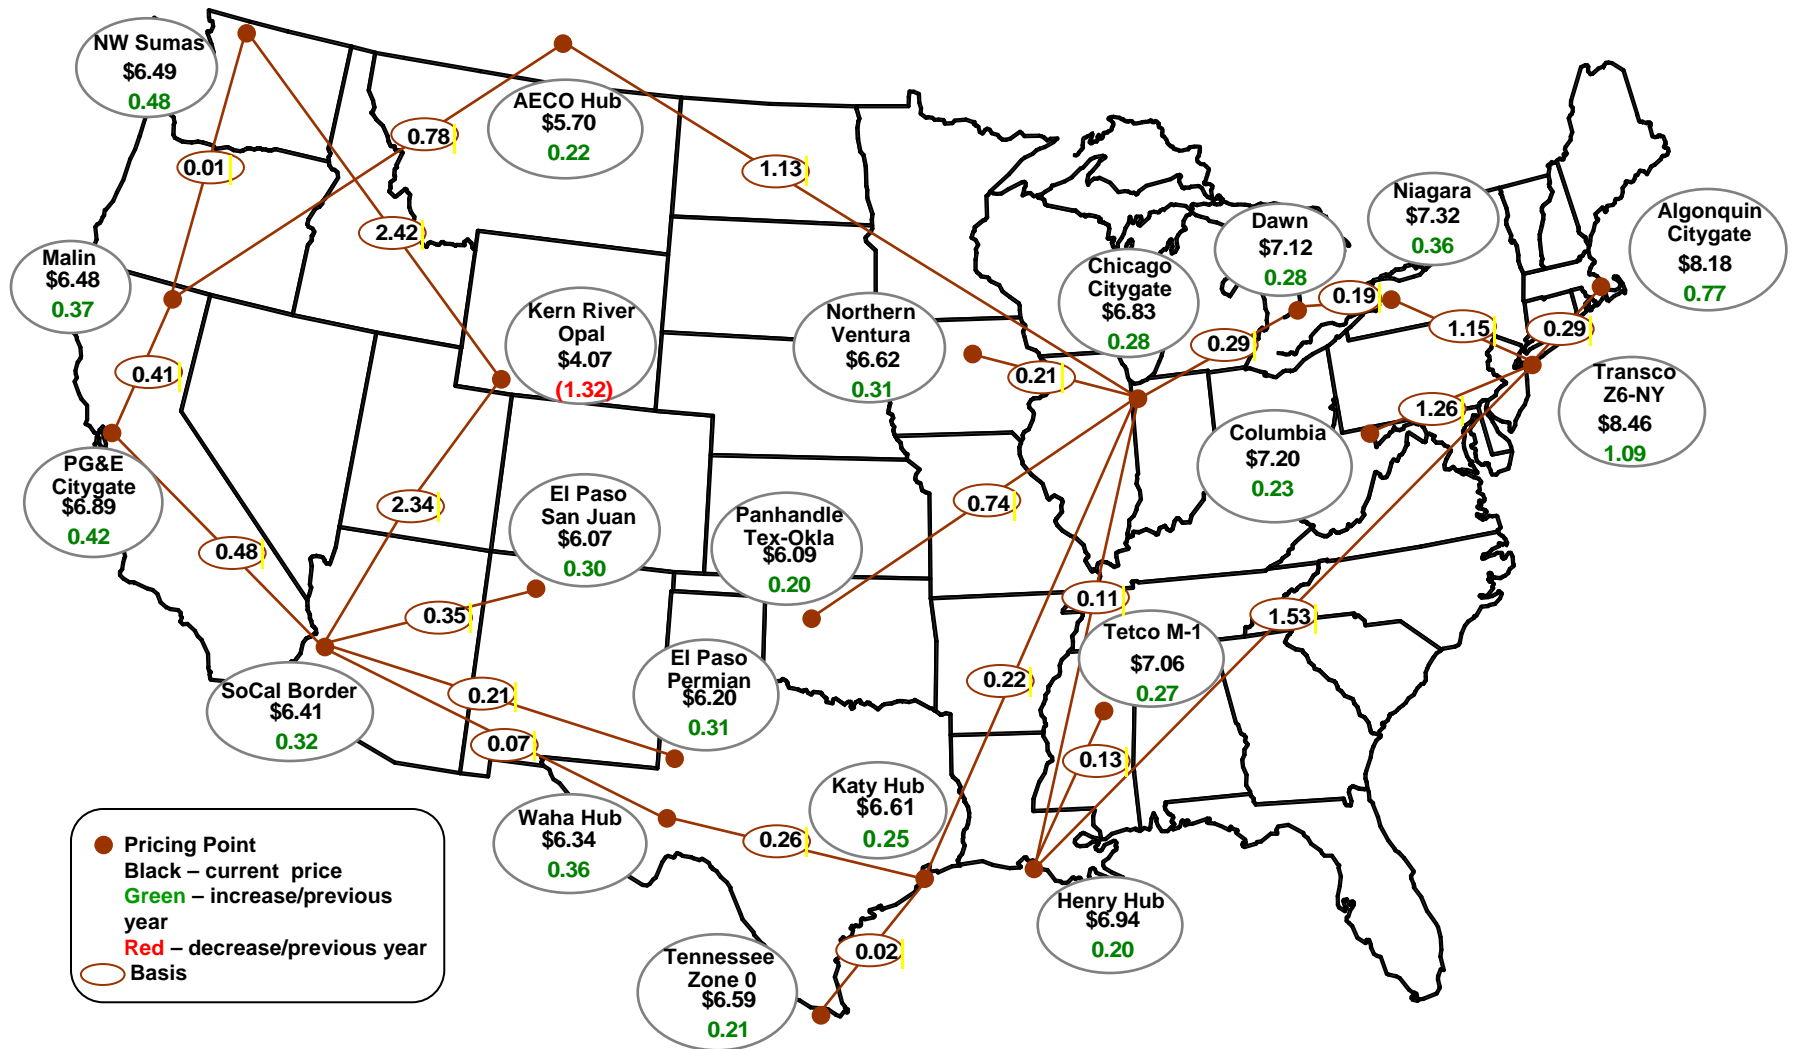 NW Sumas
$6.49
0.48
AECO Hub
$5.70
0.22
0.78
0.01
1.13
2.42
Niagara
$7.32
0.36
Algonquin
Citygate
$8.18
0.77
Dawn
$7.12
0.28
Malin
$6.48
0.37
Chicago
Citygate
$6.83
0.28
Kern River
Opal
$4.07
(1.32)
Northern
Ventura
$6.62
0.31
0.19
1.15
0.29
0.29
0.41
0.21
Transco
Z6-NY
$8.46
1.09
1.26
Columbia
$7.20
0.23
PG&E
Citygate
$6.89
0.42
El Paso
San Juan
$6.07
0.30
Panhandle
Tex-Okla
$6.09
0.20
2.34
0.74
0.48
0.35
0.11
1.53
Tetco M-1
$7.06
0.27
El Paso
Permian
$6.20
0.31
SoCal Border
$6.41
0.32
0.21
0.22
0.07
0.13
Waha Hub
$6.34
0.36
0.26
Katy Hub
$6.61
0.25
Henry Hub
$6.94
0.20
0.02
Tennessee
Zone 0
$6.59
0.21
Pricing Point
Black – current price
Green – increase/previous
year
Red – decrease/previous year
Basis